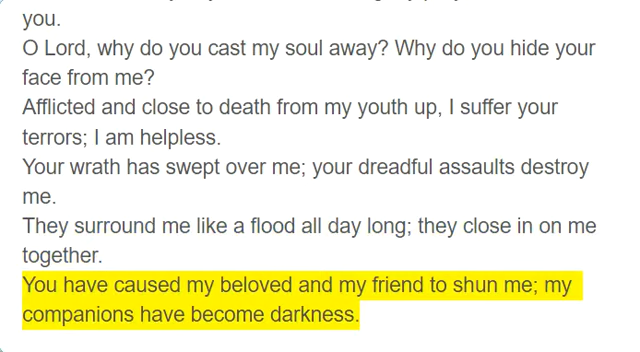 you.
O Lord, why do you cast my soul away? Why do you hide your
face from me?
Afflicted and close to death from my youth up, I suffer your
terrors; I am helpless.
Your wrath has swept over me; your dreadful assaults destroy
me.
They surround me like a flood all day long; they close in on me
together.
You have caused my beloved and my friend to shun me; my
companions have become darkness.